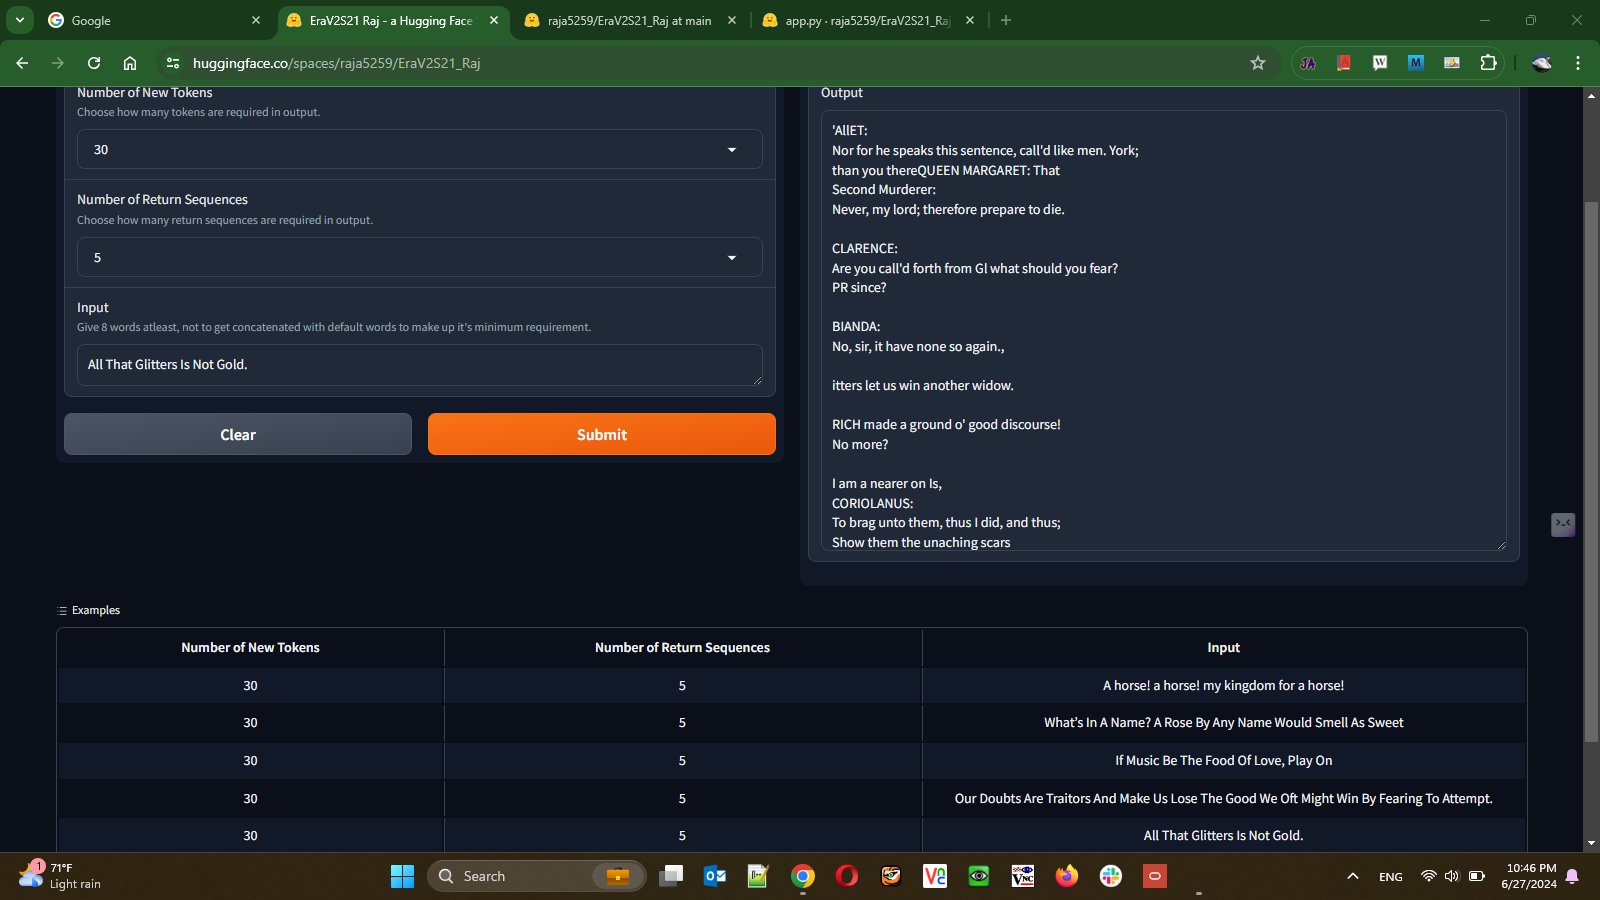 Google
EraV2S21 Raj - a Hugging Face
raja5259/EraV2S21_Raj at main
app.py · raja5259/EraV2S21_Raj
huggingface.co/spaces/raja5259/EraV2S21_Raj
Number of New Tokens
Choose how many tokens are required in output.
30
Number of Return Sequences
Choose how many return sequences are required in output.
5
Input
Give 8 words atleast, not to get concatenated with default words to make up it's minimum requirement.
All That Glitters Is Not Gold.
Clear
Submit
Output
'AllET:
Nor for he speaks this sentence, call'd like men. York;
than you thereQUEEN MARGARET: That
Second Murderer:
Never, my lord; therefore prepare to die.
CLARENCE:
Are you call'd forth from Gl what should you fear?
PR since?
BIANDA:
No, sir, it have none so again.,
itters let us win another widow.
RICH made a ground o' good discourse!
No more?
I am a nearer on Is,
CORIOLANUS:
To brag unto them, thus I did, and thus;
Show them the unaching scars
Examples
Number of New Tokens Number of Return Sequences Input
30 5 A horse! a horse! my kingdom for a horse!
30 5 What's In A Name? A Rose By Any Name Would Smell As Sweet
30 5 If Music Be The Food Of Love, Play On
30 5 Our Doubts Are Traitors And Make Us Lose The Good We Oft Might Win By Fearing To Attempt.
30 5 All That Glitters Is Not Gold.
1
71°F
Light rain
Search
ENG
10:46 PM
6/27/2024